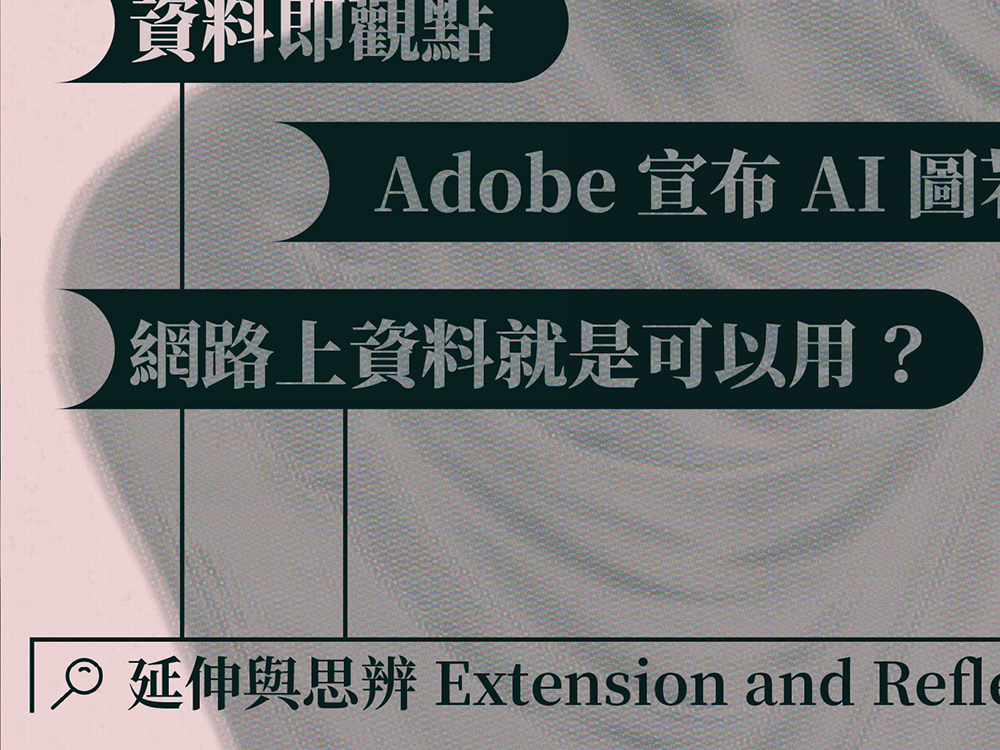 資料即觀點
Adobe 宣布 AI 圖
網路上資料就是可以用？
延伸與思辨 Extension and Refle